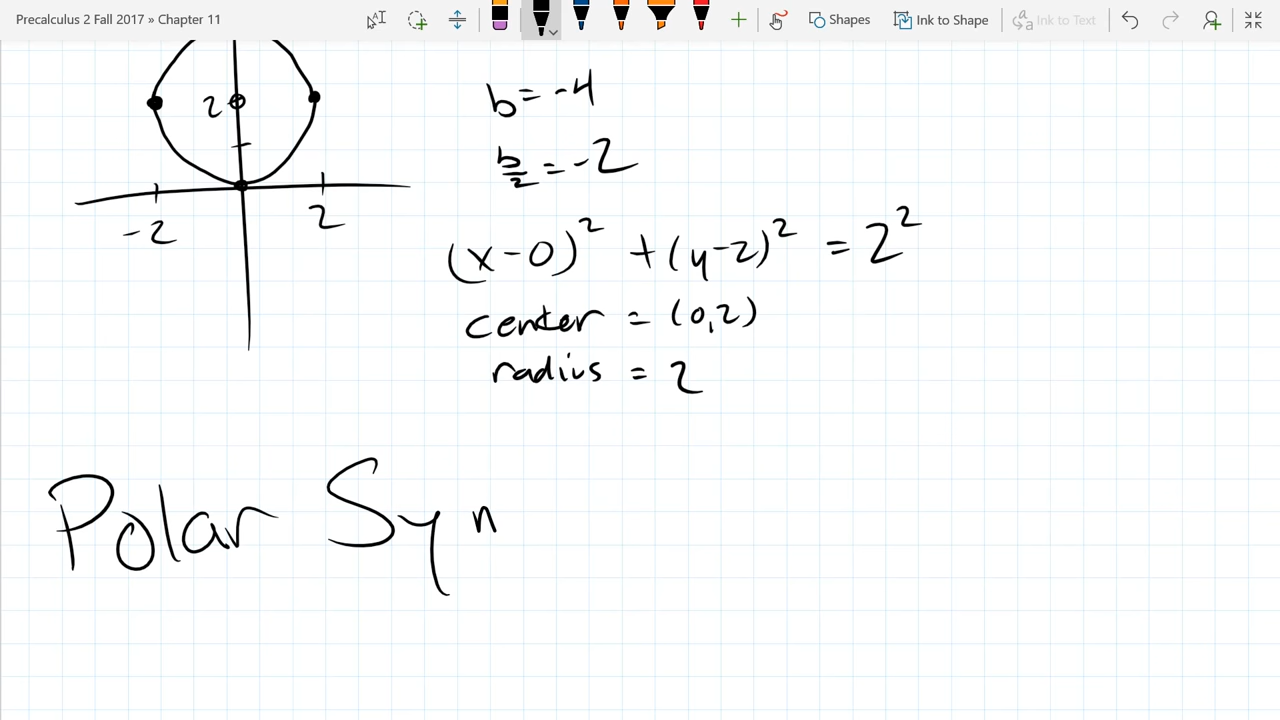 Precalculus 2 Fall 2017 » Chapter 11
Shapes
Ink to Shape
Ink to Text
2
-2
2
b = -4
b/2 = -2
(x-0)² + (y-2)² = 2²
center = (0,2)
radius = 2
Polar Syn